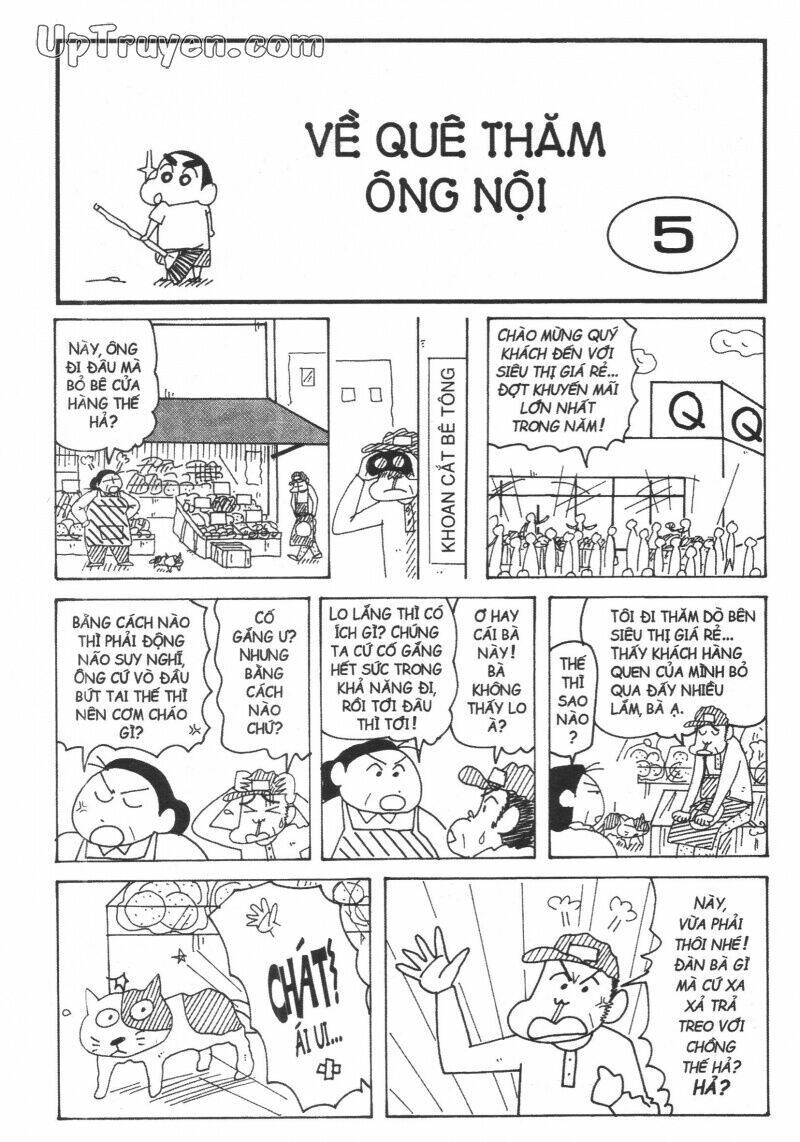 UpTruyen.com
VỀ QUÊ THĂM
ÔNG NỘI
5
CHÀO MỪNG QUÝ
KHÁCH ĐẾN VỚI
SIÊU THỊ GIÁ RẺ...
ĐỢT KHUYẾN MÃI
LỚN NHẤT
TRONG NĂM!
Q
Q
KHOAN CẮT BÊ TÔNG
NÀY, ÔNG
ĐI ĐÂU MÀ
BỎ BÊ CỬA
HÀNG THẾ
HẢ?
TÔI ĐI THĂM DÒ BÊN
SIÊU THỊ GIÁ RẺ...
THẤY KHÁCH HÀNG
QUEN CỦA MÌNH BỎ
QUA ĐẤY NHIỀU
LẮM, BÀ Ạ.
THẾ
THÌ
SAO
NÀO?
Ơ HAY
CÁI BÀ
NÀY!
BÀ
KHÔNG
THẤY LO
À?
LO LẮNG THÌ CÓ
ÍCH GÌ? CHÚNG
TA CỨ CỐ GẮNG
HẾT SỨC TRONG
KHẢ NĂNG ĐI,
RỒI TỚI ĐÂU
THÌ TỚI!
CỐ
GẮNG Ư?
NHƯNG
BẰNG
CÁCH
NÀO
CHỨ?
BẰNG CÁCH NÀO
THÌ PHẢI ĐỘNG
NÃO SUY NGHĨ,
ÔNG CỨ VÒ ĐẦU
BỨT TAI THẾ THÌ
NÊN CƠM CHÁO
GÌ?
NÀY,
VỪA PHẢI
THÔI NHÉ!
ĐÀN BÀ GÌ
MÀ CỨ XA
XẢ TRẢ
TREO VỚI
CHỒNG
THẾ HẢ?
HẢ?
CHÁT!
ÁI UI...